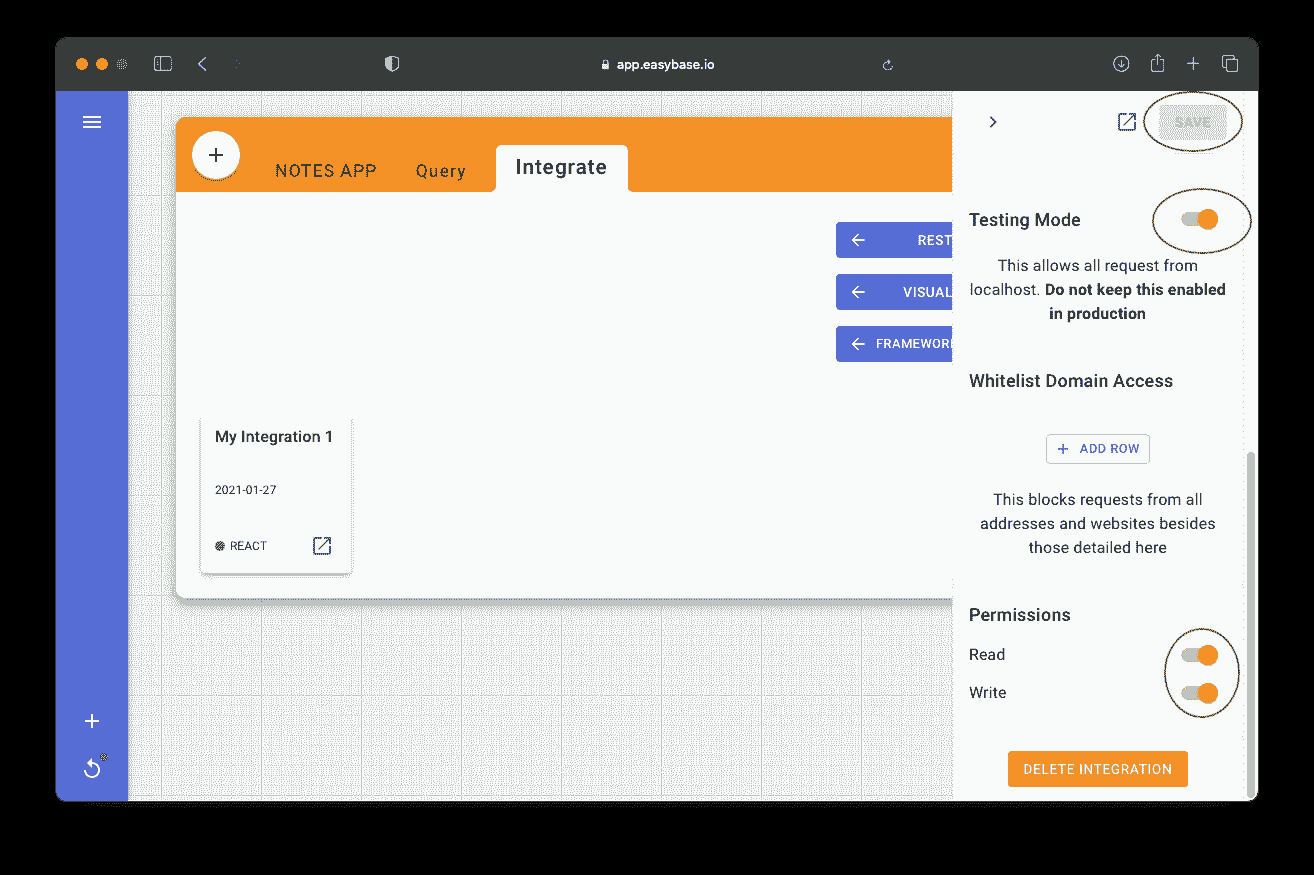 app.easybase.io
SAVE
NOTES APP
Query
Integrate
REST
VISUAL
FRAMEWOR
My Integration 1
2021-01-27
REACT
Testing Mode
This allows all request from
localhost. Do not keep this enabled
in production
Whitelist Domain Access
+ ADD ROW
This blocks requests from all
addresses and websites besides
those detailed here
Permissions
Read
Write
DELETE INTEGRATION